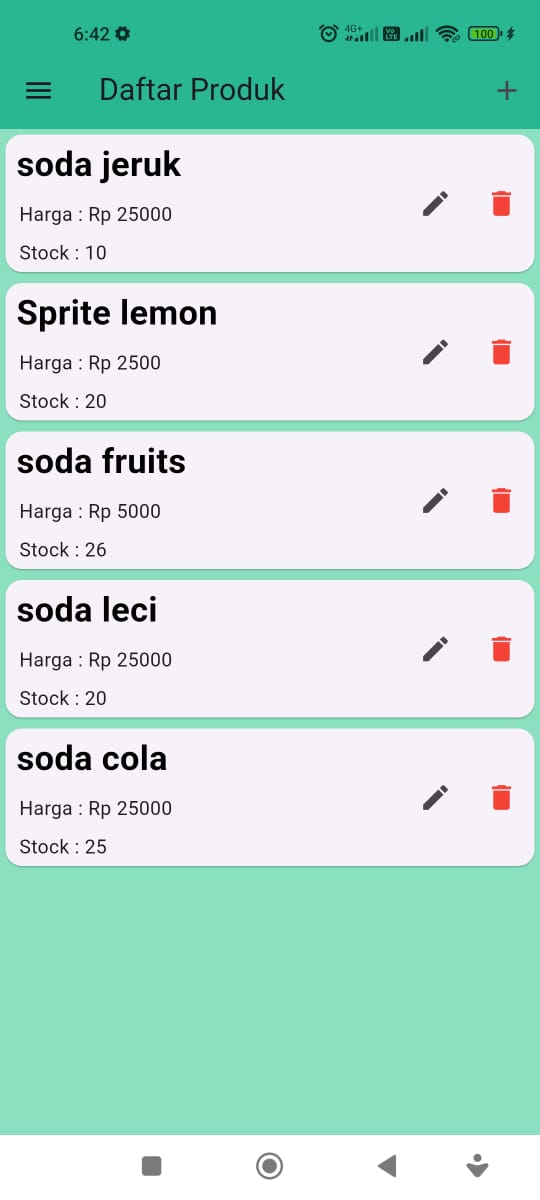 6:42
4G+
Vo
LTE
100
Daftar Produk
soda jeruk
Harga : Rp 25000
Stock : 10
Sprite lemon
Harga : Rp 2500
Stock : 20
soda fruits
Harga : Rp 5000
Stock : 26
soda leci
Harga : Rp 25000
Stock : 20
soda cola
Harga : Rp 25000
Stock : 25